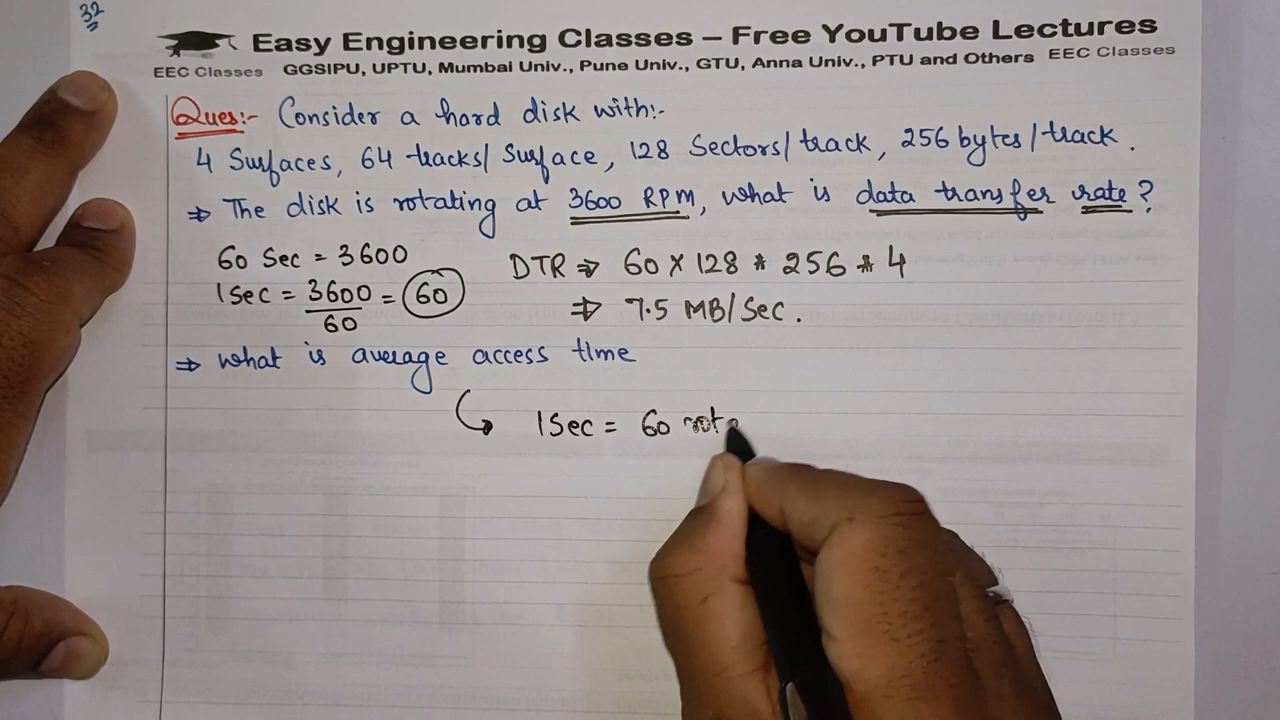 32
Easy Engineering Classes – Free YouTube Lectures
EEC Classes GGSIPU, UPTU, Mumbai Univ., Pune Univ., GTU, Anna Univ., PTU and Others EEC Classes
Ques:- Consider a hard disk with:-
4 Surfaces, 64 tracks/Surface, 128 Sectors/track, 256 bytes/track.
⇒ The disk is rotating at 3600 RPM, what is data transfer rate?
60 Sec = 3600
1 Sec = 3600/60 = 60
DTR ⇒ 60 × 128 * 256 * 4
⇒ 7.5 MB/Sec.
⇒ what is average access time
1 Sec = 60 rot